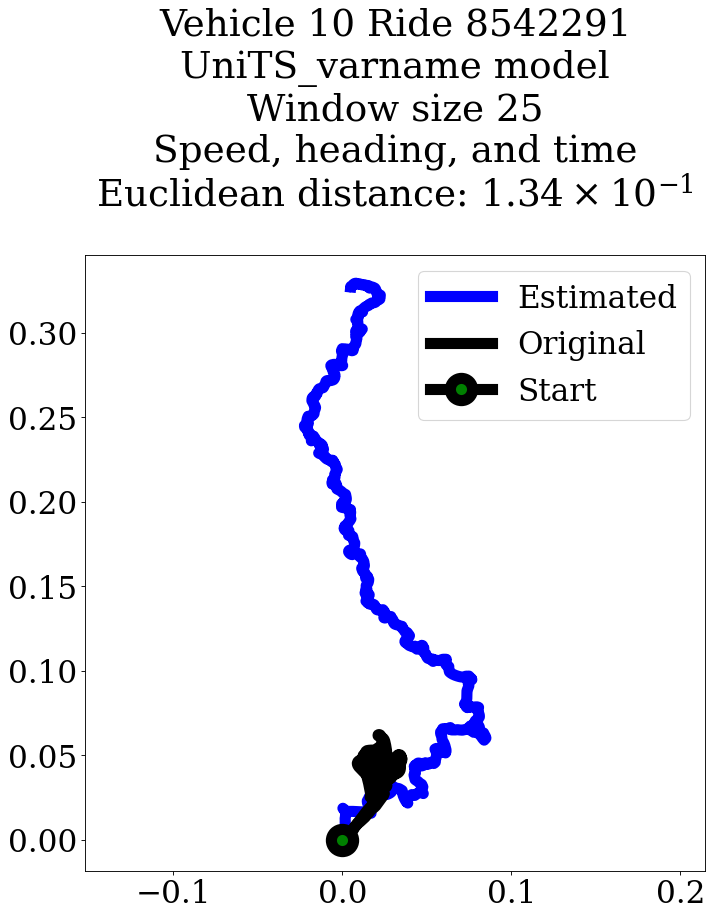 Vehicle 10 Ride 8542291
UniTS_varname model
Window size 25
Speed, heading, and time
Euclidean distance: 1.34 × 10⁻¹
Estimated
Original
Start
0.30
0.25
0.20
0.15
0.10
0.05
0.00
−0.1 0.0 0.1 0.2